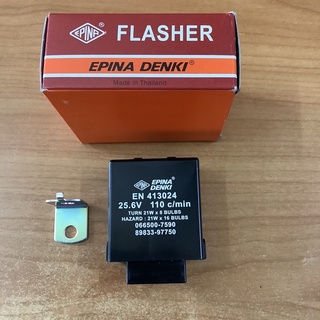 EPINA
FLASHER
EPINA DENKI
Made in Thailand
EPINA
DENKI
EN 413024
25.6V 110 c/min
TURN 21W x 8 BULBS
HAZARD : 21W x 16 BULBS
066500-7590
89833-97750